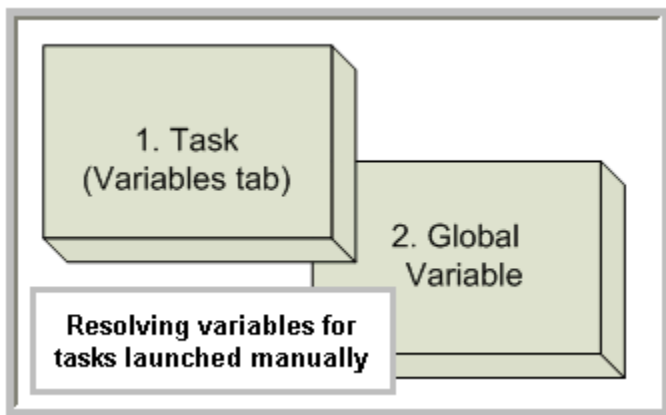 1. Task
(Variables tab)
2. Global
Variable
Resolving variables for
tasks launched manually